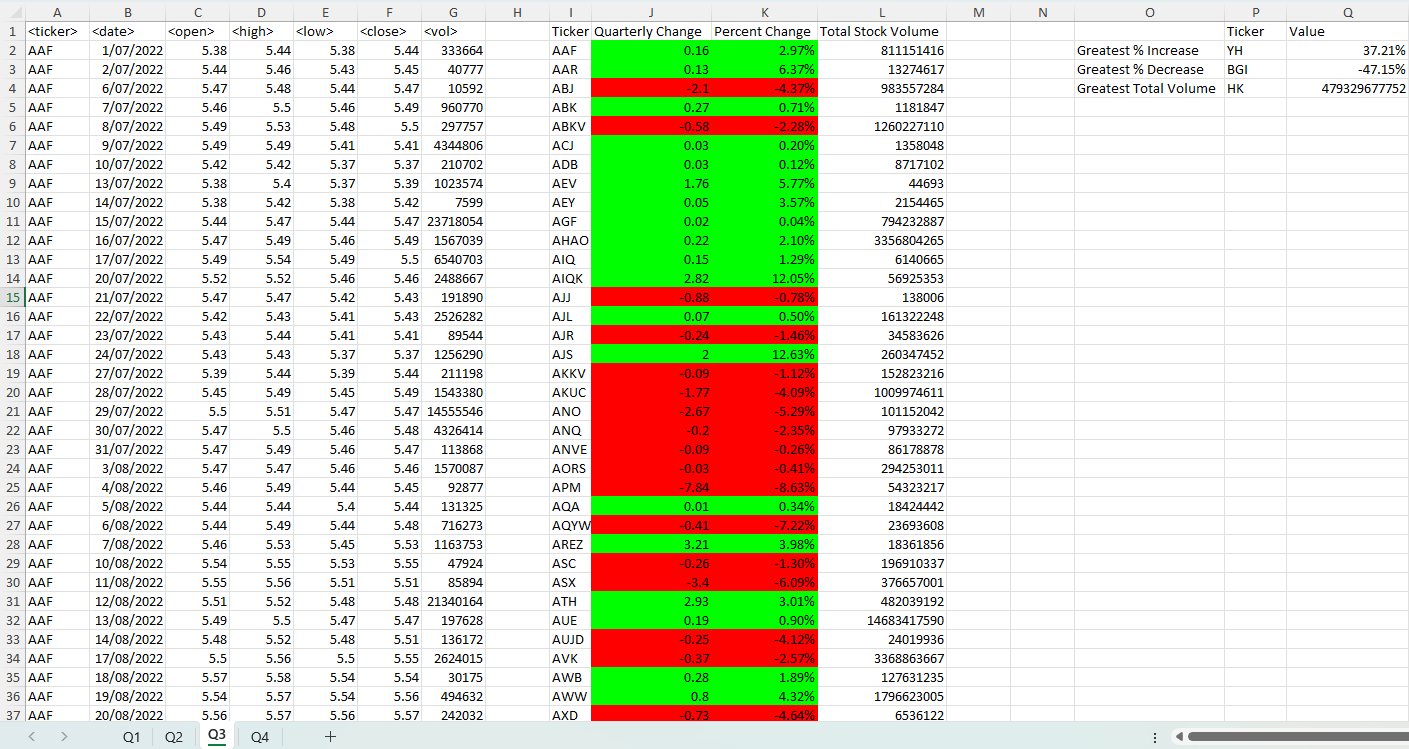 A B C D E F G H I J K L M N O P Q
1 <ticker> <date> <open> <high> <low> <close> <vol> Ticker Quarterly Change Percent Change Total Stock Volume Ticker Value
2 AAF 1/07/2022 5.38 5.44 5.38 5.44 333664 AAF 0.16 2.97% 811151416 Greatest % Increase YH 37.21%
3 AAF 2/07/2022 5.44 5.46 5.43 5.45 40777 AAR 0.13 6.37% 13274617 Greatest % Decrease BGI -47.15%
4 AAF 6/07/2022 5.47 5.48 5.44 5.47 10592 ABJ -2.1 -4.37% 983557284 Greatest Total Volume HK 479329677752
5 AAF 7/07/2022 5.46 5.5 5.46 5.49 960770 ABK 0.27 0.71% 1181847
6 AAF 8/07/2022 5.49 5.53 5.48 5.5 297757 ABKV -0.58 -2.28% 1260227110
7 AAF 9/07/2022 5.49 5.49 5.41 5.41 4344806 ACJ 0.03 0.20% 1358048
8 AAF 10/07/2022 5.42 5.42 5.37 5.37 210702 ADB 0.03 0.12% 8717102
9 AAF 13/07/2022 5.38 5.4 5.37 5.39 1023574 AEV 1.76 5.77% 44693
10 AAF 14/07/2022 5.38 5.42 5.38 5.42 7599 AEY 0.05 3.57% 2154465
11 AAF 15/07/2022 5.44 5.47 5.44 5.47 23718054 AGF 0.02 0.04% 794232887
12 AAF 16/07/2022 5.47 5.49 5.46 5.49 1567039 AHAO 0.22 2.10% 3356804265
13 AAF 17/07/2022 5.49 5.54 5.49 5.5 6540703 AIQ 0.15 1.29% 6140665
14 AAF 20/07/2022 5.52 5.52 5.46 5.46 2488667 AIQK 2.82 12.05% 56925353
15 AAF 21/07/2022 5.47 5.47 5.42 5.43 191890 AJJ -0.88 -0.78% 138006
16 AAF 22/07/2022 5.42 5.43 5.41 5.43 2526282 AJL 0.07 0.50% 161322248
17 AAF 23/07/2022 5.43 5.44 5.41 5.41 89544 AJR -0.24 -1.46% 34583626
18 AAF 24/07/2022 5.43 5.43 5.37 5.37 1256290 AJS 2 12.63% 260347452
19 AAF 27/07/2022 5.39 5.44 5.39 5.44 211198 AKKV -0.09 -1.12% 152823216
20 AAF 28/07/2022 5.45 5.49 5.45 5.49 1543380 AKUC -1.77 -4.09% 1009974611
21 AAF 29/07/2022 5.5 5.51 5.47 5.47 14555546 ANO -2.67 -5.29% 101152042
22 AAF 30/07/2022 5.47 5.5 5.46 5.48 4326414 ANQ -0.2 -2.35% 97933272
23 AAF 31/07/2022 5.47 5.49 5.46 5.47 113868 ANVE -0.09 -0.26% 86178878
24 AAF 3/08/2022 5.47 5.47 5.46 5.46 1570087 AORS -0.03 -0.41% 294253011
25 AAF 4/08/2022 5.46 5.49 5.44 5.45 92877 APM -7.84 -8.63% 54323217
26 AAF 5/08/2022 5.44 5.44 5.4 5.44 131325 AQA 0.01 0.34% 18424442
27 AAF 6/08/2022 5.44 5.49 5.44 5.48 716273 AQYW -0.41 -7.22% 23693608
28 AAF 7/08/2022 5.46 5.53 5.45 5.53 1163753 AREZ 3.21 3.98% 18361856
29 AAF 10/08/2022 5.54 5.55 5.53 5.55 47924 ASC -0.26 -1.30% 196910337
30 AAF 11/08/2022 5.55 5.56 5.51 5.51 85894 ASX -3.4 -6.09% 376657001
31 AAF 12/08/2022 5.51 5.52 5.48 5.48 21340164 ATH 2.93 3.01% 482039192
32 AAF 13/08/2022 5.49 5.5 5.47 5.47 197628 AUE 0.19 0.90% 14683417590
33 AAF 14/08/2022 5.48 5.52 5.48 5.51 136172 AUJD -0.25 -4.12% 24019936
34 AAF 17/08/2022 5.5 5.56 5.5 5.55 2624015 AVK -0.37 -2.57% 3368863667
35 AAF 18/08/2022 5.57 5.58 5.54 5.54 30175 AWB 0.28 1.89% 127631235
36 AAF 19/08/2022 5.54 5.57 5.54 5.56 494632 AWW 0.8 4.32% 1796623005
37 AAF 20/08/2022 5.56 5.57 5.56 5.57 242032 AXD -0.73 -4.64% 6536122
Q1 Q2 Q3 Q4 +